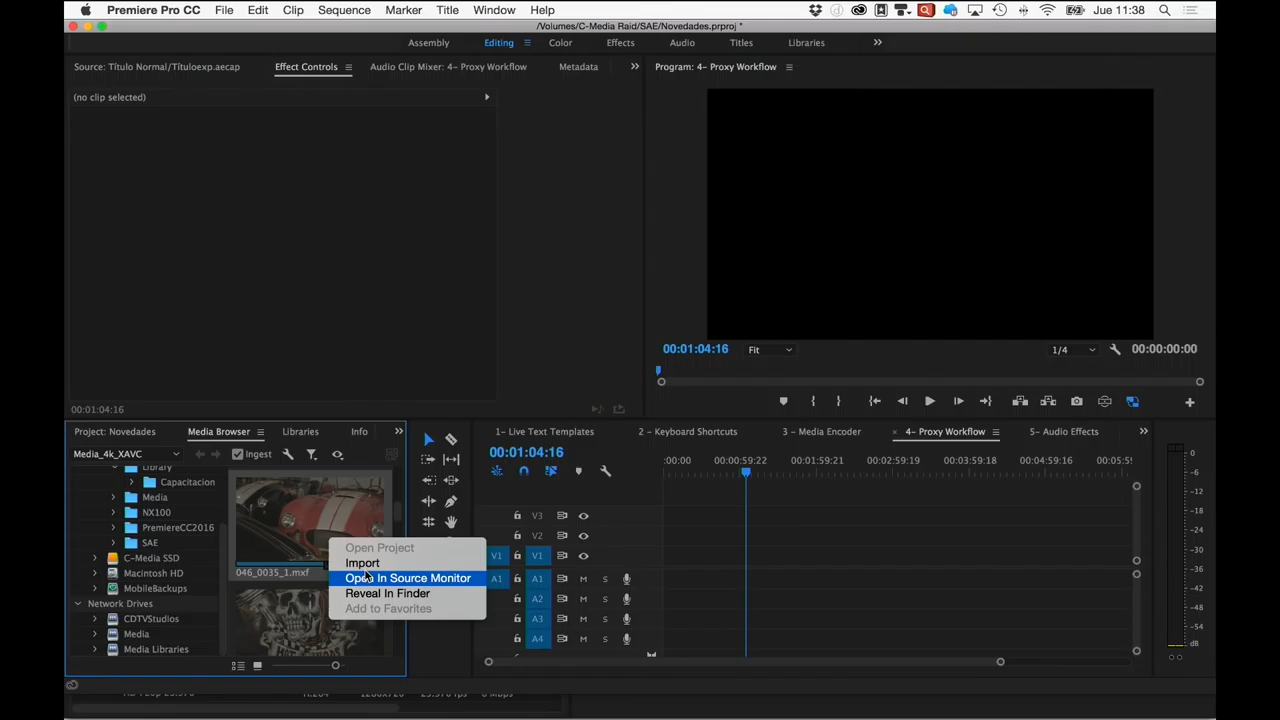 Premiere Pro CC File Edit Clip Sequence Marker Title Window Help Jue 11:38
/Volumes/C-Media Raid/SAE/Novedades.prproj *
Assembly Editing Color Effects Audio Titles Libraries
Source: Título Normal/Títuloexp.aecap Effect Controls Audio Clip Mixer: 4- Proxy Workflow Metadata
Program: 4- Proxy Workflow
(no clip selected)
00:01:04:16 Fit 1/4 00:00:00:00
00:01:04:16
Project: Novedades Media Browser Libraries Info
Media_4k_XAVC Ingest
Library
Capacitacion
Media
NX100
PremiereCC2016
SAE
C-Media SSD
Macintosh HD
MobileBackups
Network Drives
CDTVStudios
Media
Media Libraries
046_0035_1.mxf
Open Project
Import
Open In Source Monitor
Reveal In Finder
Add to Favorites
1- Live Text Templates 2 - Keyboard Shortcuts 3 - Media Encoder × 4- Proxy Workflow 5- Audio Effects
00:01:04:16
:00:00 00:00:59:22 00:01:59:21 00:02:59:19 00:03:59:18 00:04:59:16 00:05:59
V3
V2
V1 V1
A1 A1 M S
A2 M S
A3 M S
A4 M S
0
-6
-12
-18
-24
-30
-36
-42
-48
-54
dB